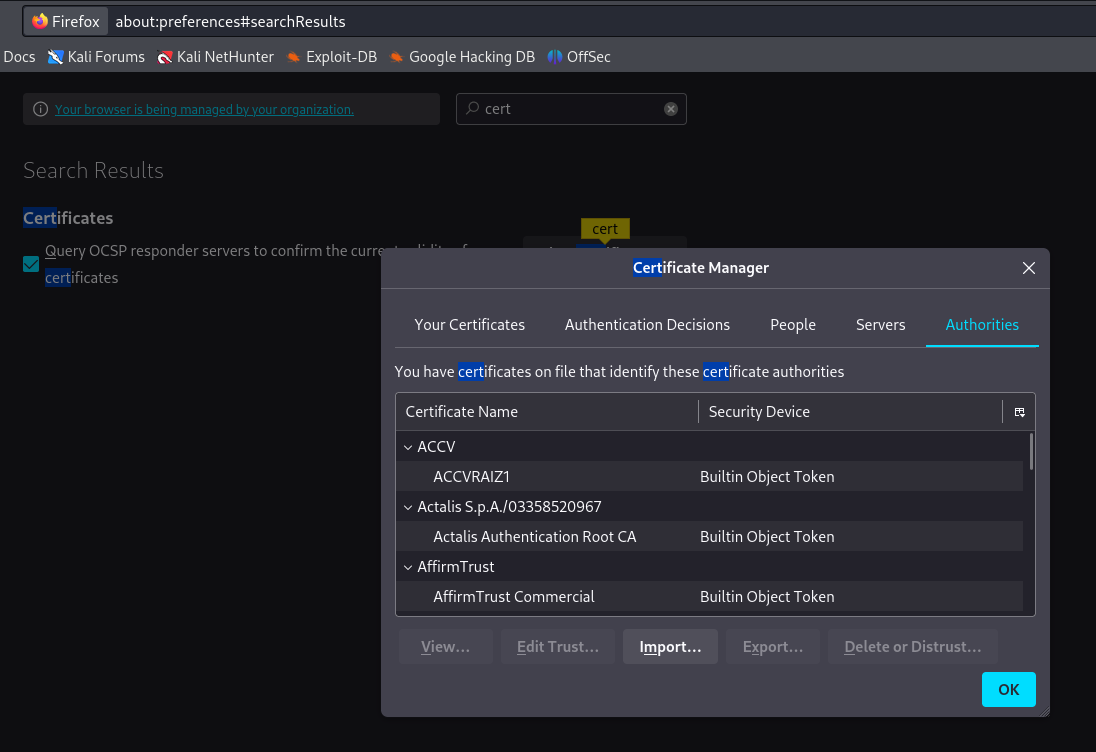 Firefox about:preferences#searchResults
Docs Kali Forums Kali NetHunter Exploit-DB Google Hacking DB OffSec
Your browser is being managed by your organization. cert
Search Results
Certificates
cert
Query OCSP responder servers to confirm the
certificates
Certificate Manager
Your Certificates Authentication Decisions People Servers Authorities
You have certificates on file that identify these certificate authorities
Certificate Name Security Device
ACCV
ACCVRAIZ1 Builtin Object Token
Actalis S.p.A./03358520967
Actalis Authentication Root CA Builtin Object Token
AffirmTrust
AffirmTrust Commercial Builtin Object Token
View... Edit Trust... Import... Export... Delete or Distrust...
OK